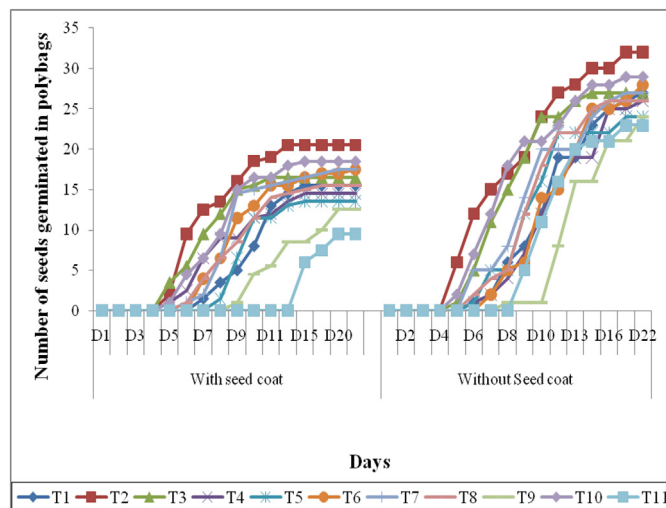 Number of seeds germinated in polybags
35
30
25
20
15
10
5
0
D1 D3 D5 D7 D9 D11 D15 D20 D2 D4 D6 D8 D10 D13 D16 D22
With seed coat Without Seed coat
Days
T1 T2 T3 T4 T5 T6 T7 T8 T9 T10 T11